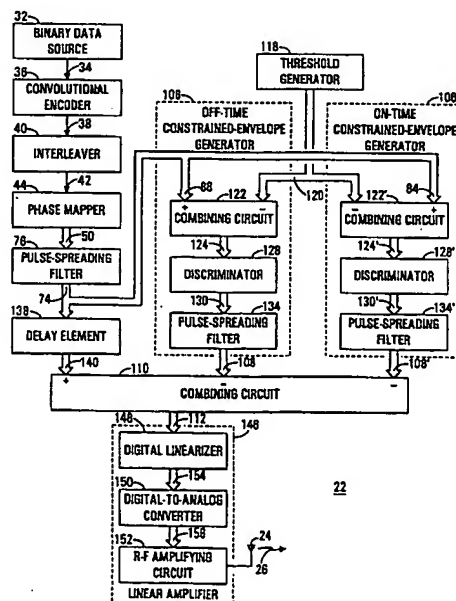 32
BINARY DATA
SOURCE
34
36
CONVOLUTIONAL
ENCODER
38
40
INTERLEAVER
42
44
PHASE MAPPER
50
76
PULSE-SPREADING
FILTER
74
138
DELAY ELEMENT
140
118
THRESHOLD
GENERATOR
106
OFF-TIME
CONSTRAINED-ENVELOPE
GENERATOR
88
120
+
-
122
COMBINING CIRCUIT
124
128
DISCRIMINATOR
130
134
PULSE-SPREADING
FILTER
108
106'
ON-TIME
CONSTRAINED-ENVELOPE
GENERATOR
84
-
+
122'
COMBINING CIRCUIT
124'
128'
DISCRIMINATOR
130'
134'
PULSE-SPREADING
FILTER
108'
110
+
-
-
COMBINING CIRCUIT
112
148
146
DIGITAL
LINEARIZER
154
150
DIGITAL-TO-ANALOG
CONVERTER
158
152
R-F AMPLIFYING
CIRCUIT
LINEAR AMPLIFIER
24
26
22